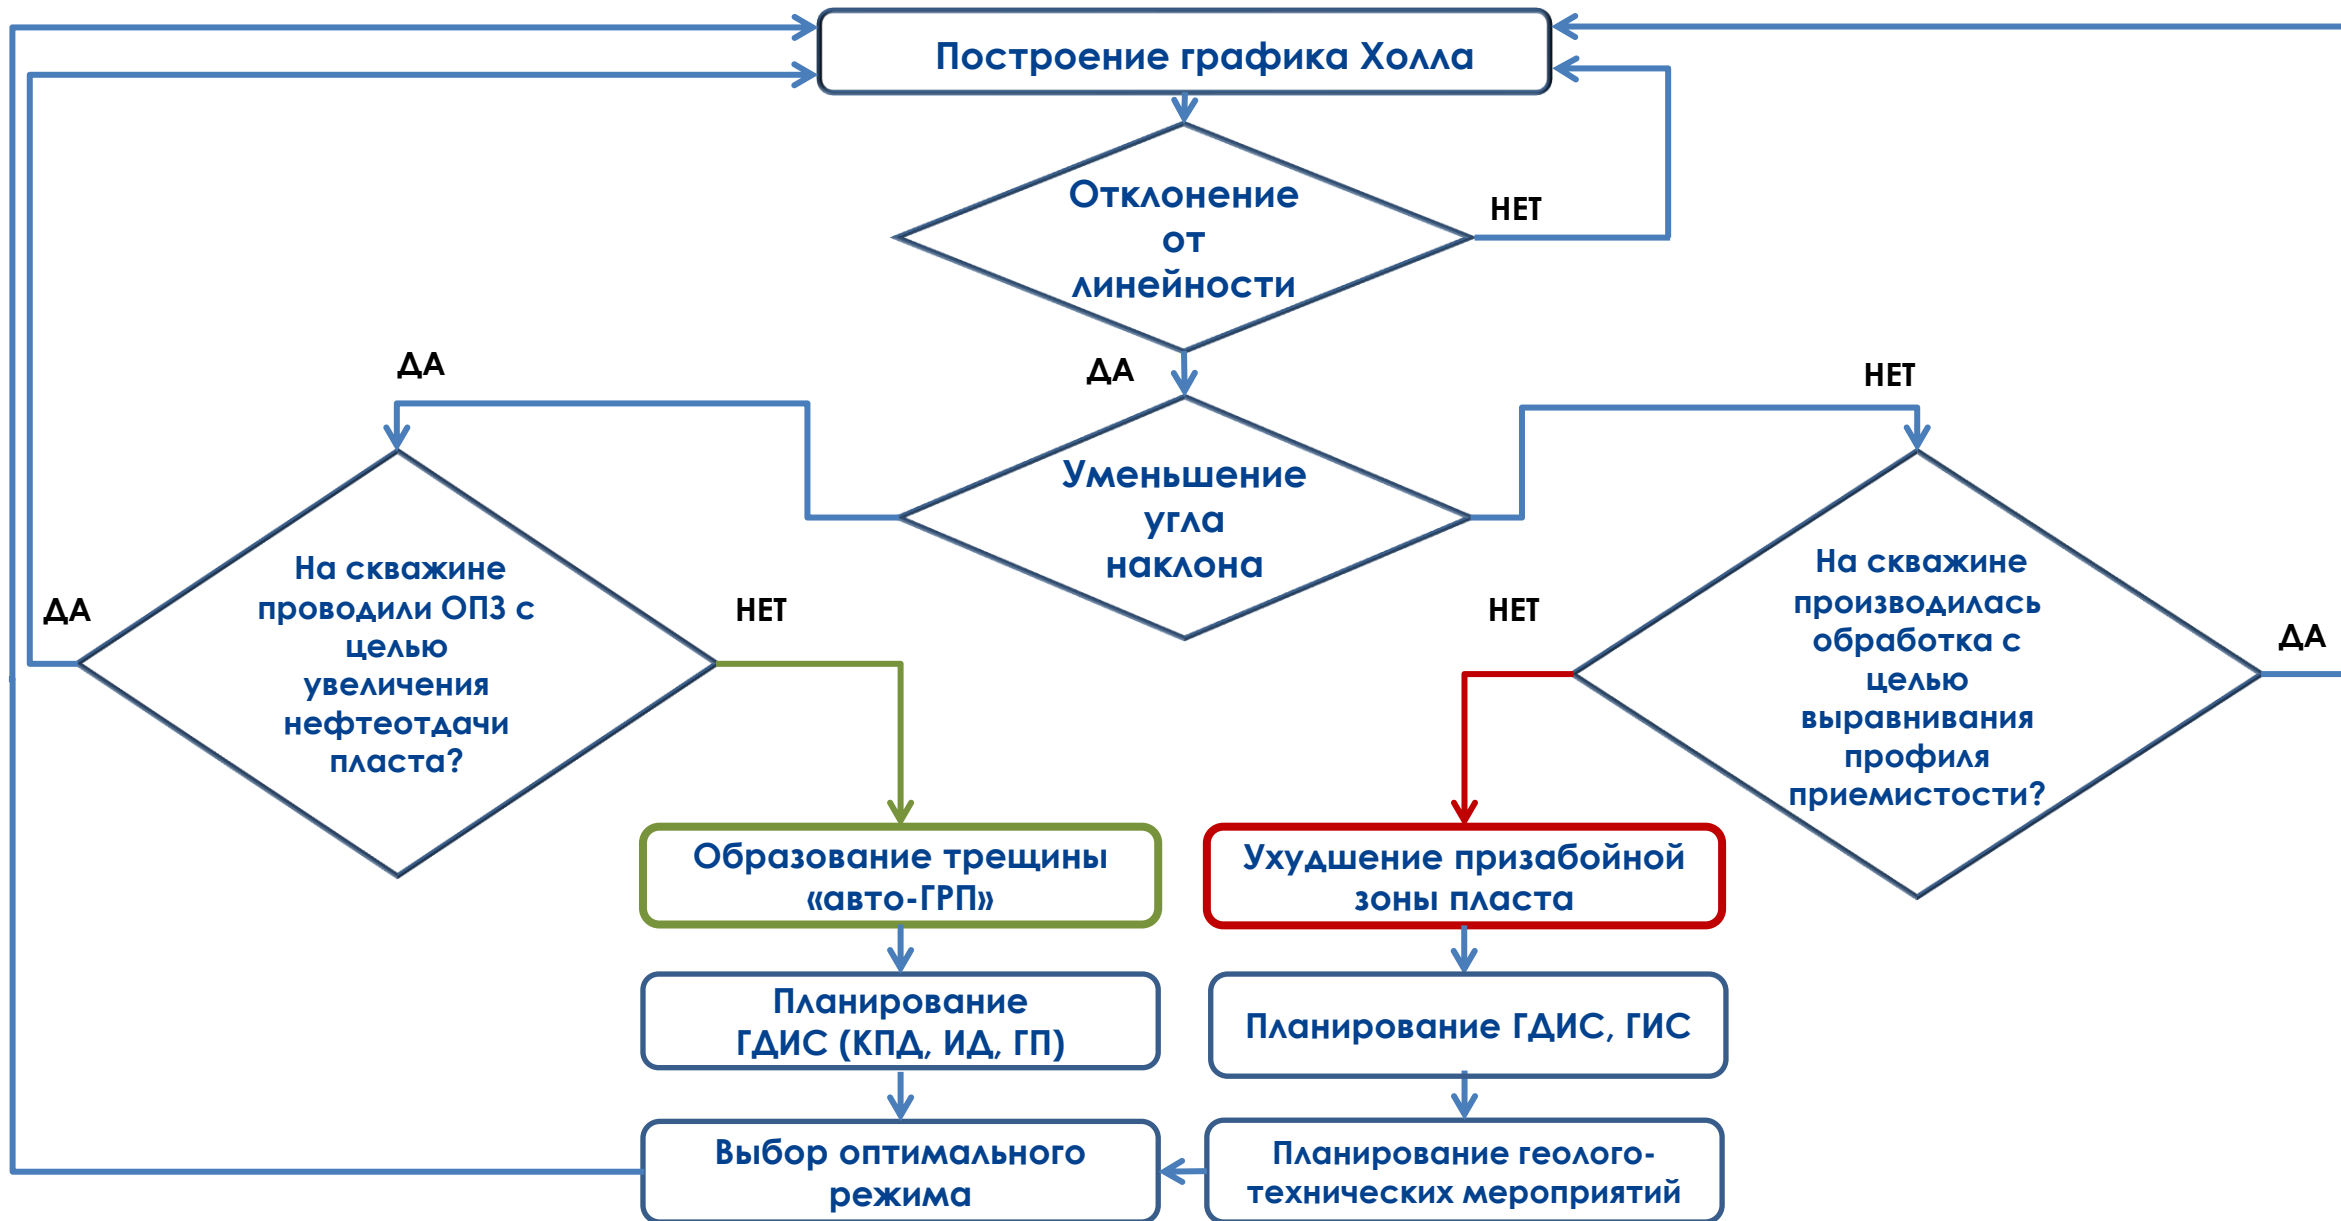 Построение графика Холла
Отклонение
от
линейности
НЕТ
ДА
ДА
НЕТ
Уменьшение
угла
наклона
На скважине
проводили ОПЗ с
целью
увеличения
нефтеотдачи
пласта?
ДА
НЕТ
НЕТ
На скважине
производилась
обработка с
целью
выравнивания
профиля
приемистости?
ДА
Образование трещины
«авто-ГРП»
Ухудшение призабойной
зоны пласта
Планирование
ГДИС (КПД, ИД, ГП)
Планирование ГДИС, ГИС
Выбор оптимального
режима
Планирование геолого-
технических мероприятий